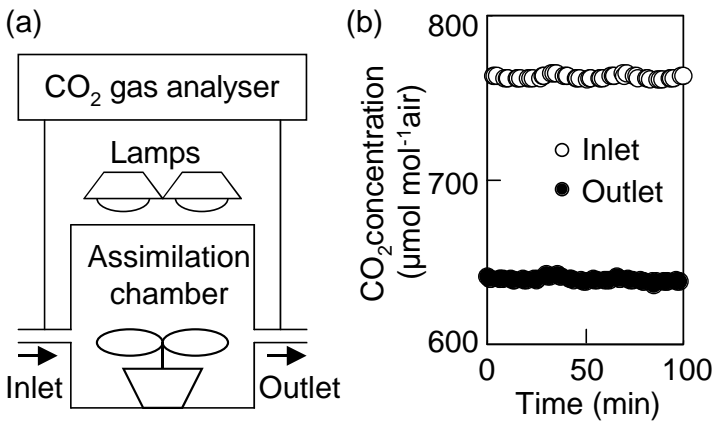 (a)
CO₂ gas analyser
Lamps
Assimilation
chamber
Inlet
Outlet
(b)
CO₂concentration
(μmol mol⁻¹air)
800
700
600
Inlet
Outlet
0
50
100
Time (min)